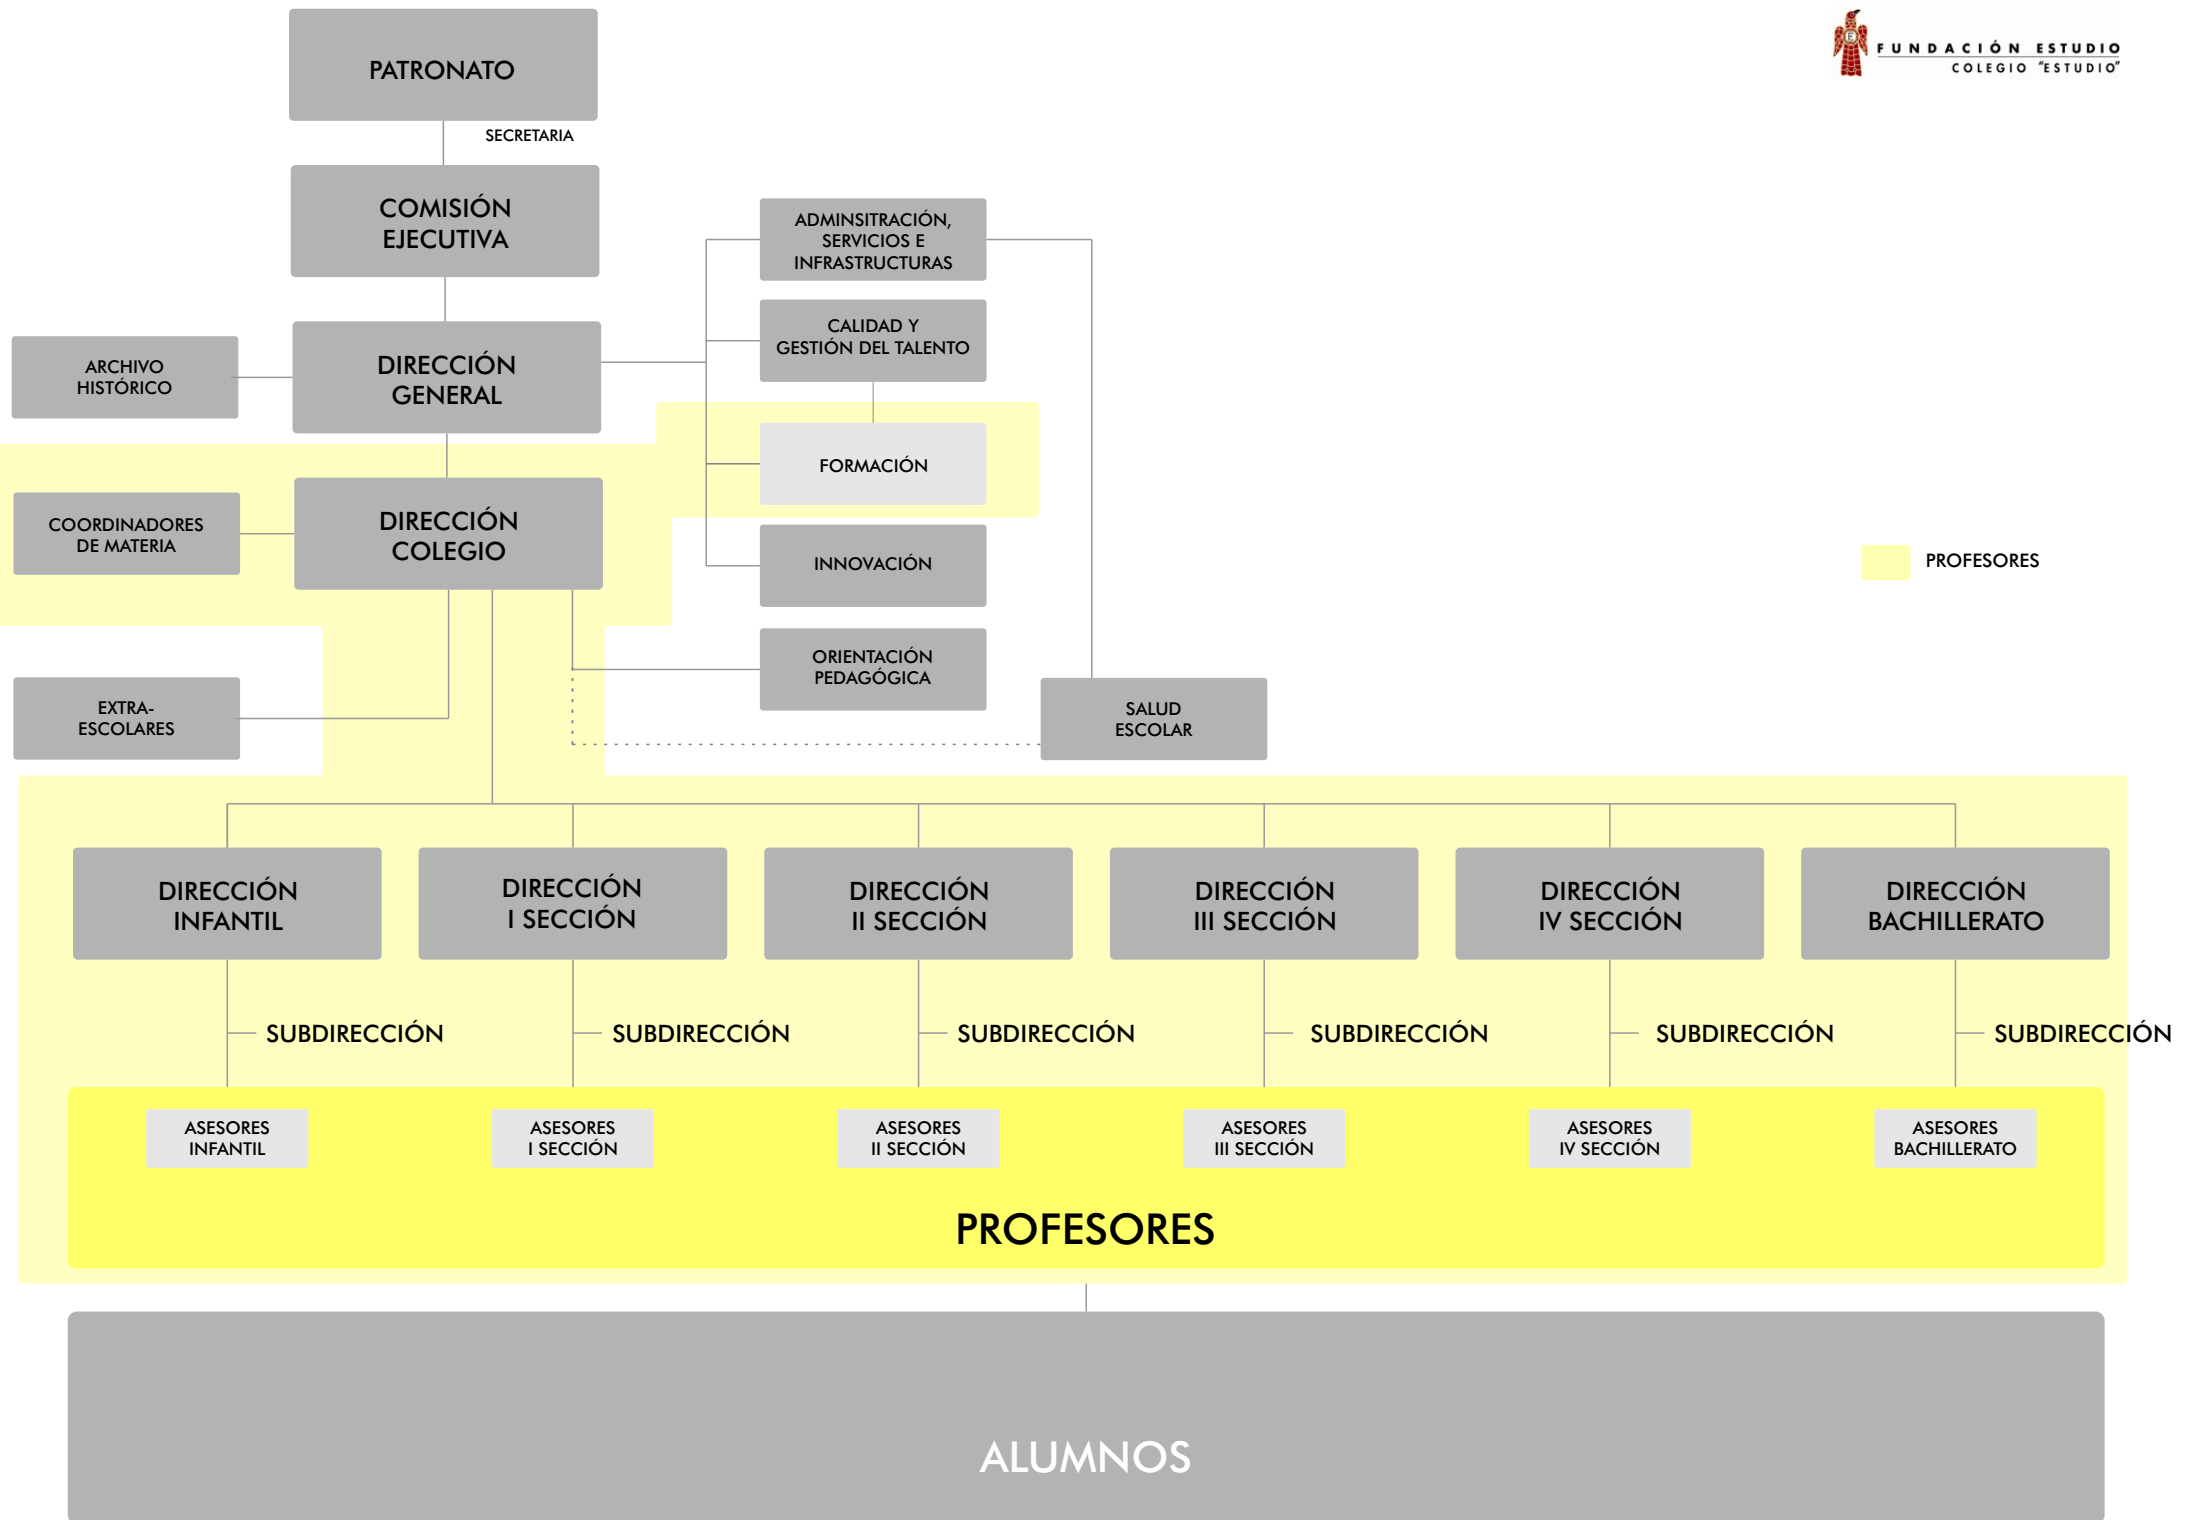 PATRONATO
FUNDACIÓN ESTUDIO
COLEGIO "ESTUDIO"
SECRETARIA
COMISIÓN
EJECUTIVA
ADMINSITRACIÓN,
SERVICIOS E
INFRASTRUCTURAS
CALIDAD Y
GESTIÓN DEL TALENTO
ARCHIVO
HISTÓRICO
DIRECCIÓN
GENERAL
FORMACIÓN
COORDINADORES
DE MATERIA
DIRECCIÓN
COLEGIO
INNOVACIÓN
PROFESORES
ORIENTACIÓN
PEDAGÓGICA
EXTRA-
ESCOLARES
SALUD
ESCOLAR
DIRECCIÓN
INFANTIL
DIRECCIÓN
I SECCIÓN
DIRECCIÓN
II SECCIÓN
DIRECCIÓN
III SECCIÓN
DIRECCIÓN
IV SECCIÓN
DIRECCIÓN
BACHILLERATO
SUBDIRECCIÓN
SUBDIRECCIÓN
SUBDIRECCIÓN
SUBDIRECCIÓN
SUBDIRECCIÓN
SUBDIRECCIÓN
ASESORES
INFANTIL
ASESORES
I SECCIÓN
ASESORES
II SECCIÓN
ASESORES
III SECCIÓN
ASESORES
IV SECCIÓN
ASESORES
BACHILLERATO
PROFESORES
ALUMNOS